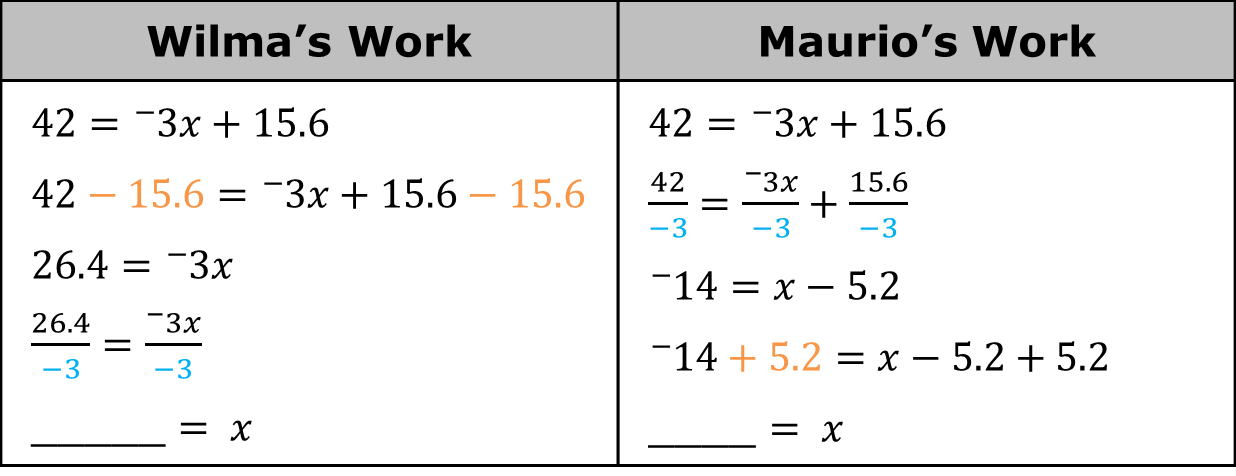 Wilma's Work
42 = ⁻3x + 15.6
42 − 15.6 = ⁻3x + 15.6 − 15.6
26.4 = ⁻3x
26.4/−3 = ⁻3x/−3
______ = x
Maurio's Work
42 = ⁻3x + 15.6
42/−3 = ⁻3x/−3 + 15.6/−3
⁻14 = x − 5.2
⁻14 + 5.2 = x − 5.2 + 5.2
_____ = x